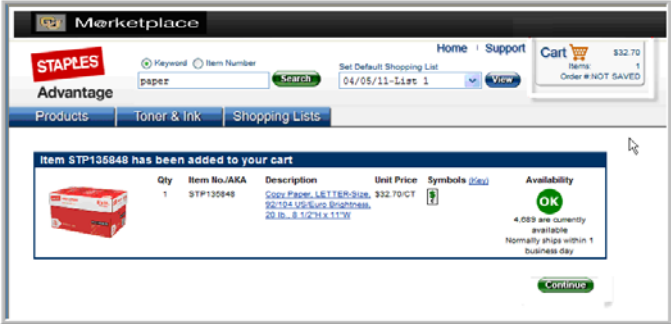 CU Marketplace
STAPLES
Advantage
Keyword Item Number
paper
Search
Home | Support
Set Default Shopping List
04/05/11-List 1
View
Cart $32.70
Items: 1
Order #:NOT SAVED
Products Toner & Ink Shopping Lists
Item STP135848 has been added to your cart
Qty Item No./AKA Description Unit Price Symbols (Key) Availability
1 STP135848 Copy Paper, LETTER-Size, $32.70/CT
92/104 US/Euro Brightness,
20 lb., 8 1/2"H x 11"W
OK
4,689 are currently
available
Normally ships within 1
business day
Continue